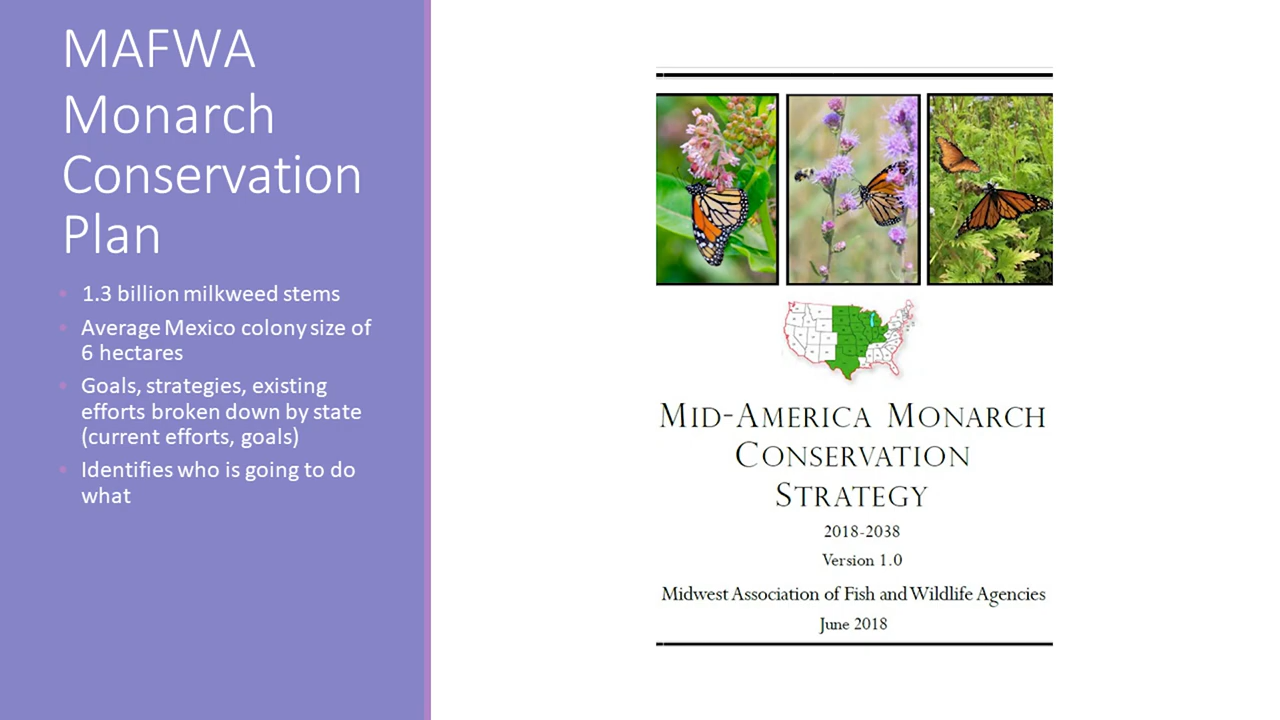 MAFWA
Monarch
Conservation
Plan
• 1.3 billion milkweed stems
• Average Mexico colony size of
6 hectares
• Goals, strategies, existing
efforts broken down by state
(current efforts, goals)
• Identifies who is going to do
what
Mid-America Monarch
Conservation
Strategy
2018-2038
Version 1.0
Midwest Association of Fish and Wildlife Agencies
June 2018